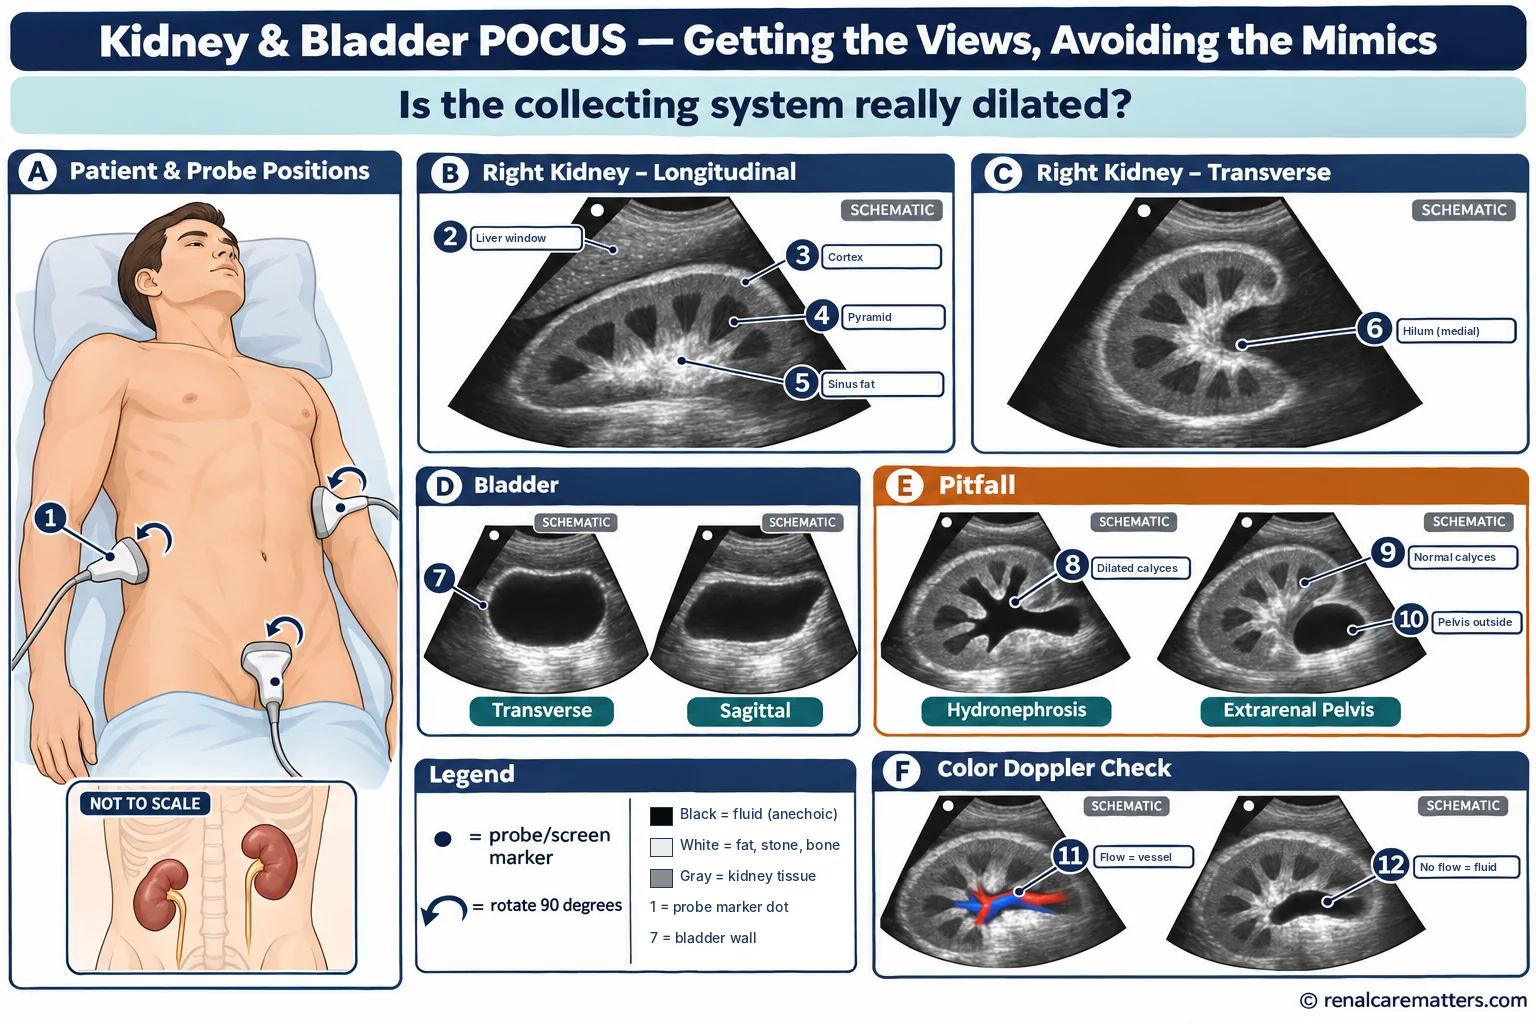 Kidney & Bladder POCUS — Getting the Views, Avoiding the Mimics
Is the collecting system really dilated?
A Patient & Probe Positions
1
NOT TO SCALE
B Right Kidney – Longitudinal
SCHEMATIC
2 Liver window
3 Cortex
4 Pyramid
5 Sinus fat
C Right Kidney – Transverse
SCHEMATIC
6 Hilum (medial)
D Bladder
SCHEMATIC
SCHEMATIC
7
Transverse
Sagittal
E Pitfall
SCHEMATIC
SCHEMATIC
8 Dilated calyces
9 Normal calyces
10 Pelvis outside
Hydronephrosis
Extrarenal Pelvis
Legend
= probe/screen
marker
= rotate 90 degrees
Black = fluid (anechoic)
White = fat, stone, bone
Gray = kidney tissue
1 = probe marker dot
7 = bladder wall
F Color Doppler Check
SCHEMATIC
SCHEMATIC
11 Flow = vessel
12 No flow = fluid
© renalcarematters.com